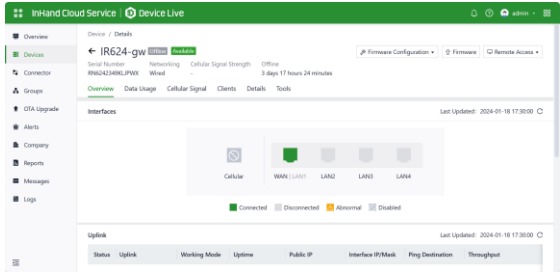 InHand Cloud Service | Device Live
admin
Overview
Devices
Connector
Groups
OTA Upgrade
Alerts
Company
Reports
Messages
Logs
Device / Details
← IR624-gw Offline Available
Firmware Configuration
Firmware
Remote Access
Serial Number Networking Cellular Signal Strength Offline
Wired - 3 days 17 hours 24 minutes
Overview Data Usage Cellular Signal Clients Details Tools
Interfaces Last Updated: 2024-01-18 17:30:00
Cellular WAN | LAN1 LAN2 LAN3 LAN4
Connected Disconnected Abnormal Disabled
Uplink Last Updated: 2024-01-18 17:30:00
Status Uplink Working Mode Uptime Public IP Interface IP/Mask Ping Destination Throughput